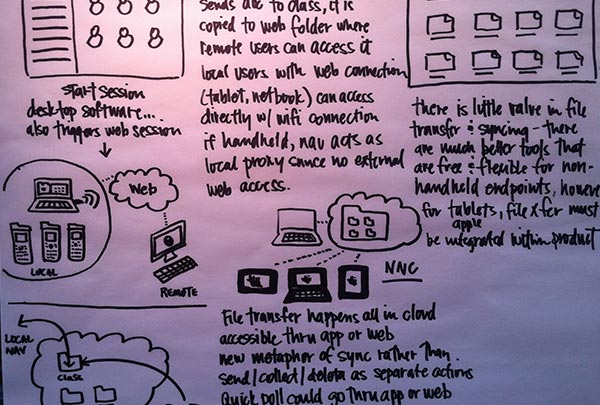 sends doc to class, it is
copied to web folder where
remote users can access it
local users with web connection
(tablet, netbook) can access
directly w/ wifi connection
if handheld, nav acts as
local proxy since no external
web access.
start session
desktop software...
also triggers web session
Web
LOCAL
REMOTE
there is little value in file
transfer & syncing - there
are much better tools that
are free & flexible for non-
handheld endpoints, howeve
for tablets, file xfer must
apple
be integrated within product
NNC
File transfer happens all in cloud
accessible thru app or web
new metaphor of sync rather than
send/collect/delete as separate actions
Quick Poll could go thru app or web
LOCAL
NAV
CLASS